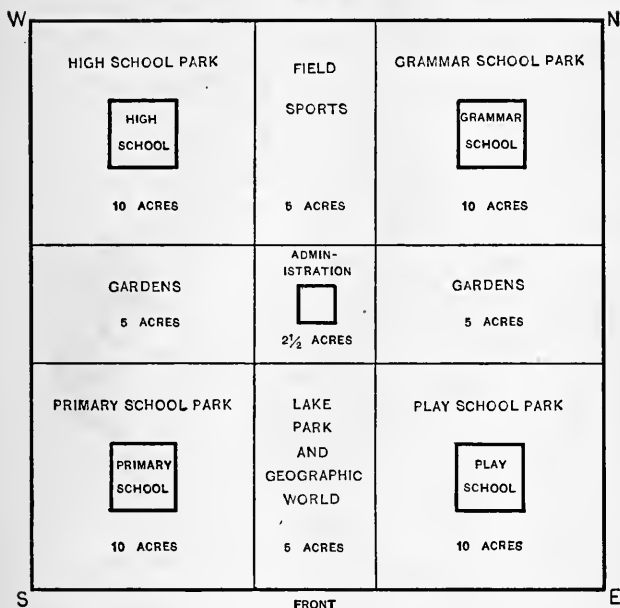 W
N
HIGH SCHOOL PARK
HIGH
SCHOOL
10 ACRES
FIELD
SPORTS
5 ACRES
GRAMMAR SCHOOL PARK
GRAMMAR
SCHOOL
10 ACRES
GARDENS
5 ACRES
ADMIN-
ISTRATION
2½ ACRES
GARDENS
5 ACRES
PRIMARY SCHOOL PARK
PRIMARY
SCHOOL
10 ACRES
LAKE
PARK
AND
GEOGRAPHIC
WORLD
5 ACRES
PLAY SCHOOL PARK
PLAY
SCHOOL
10 ACRES
S
FRONT
E